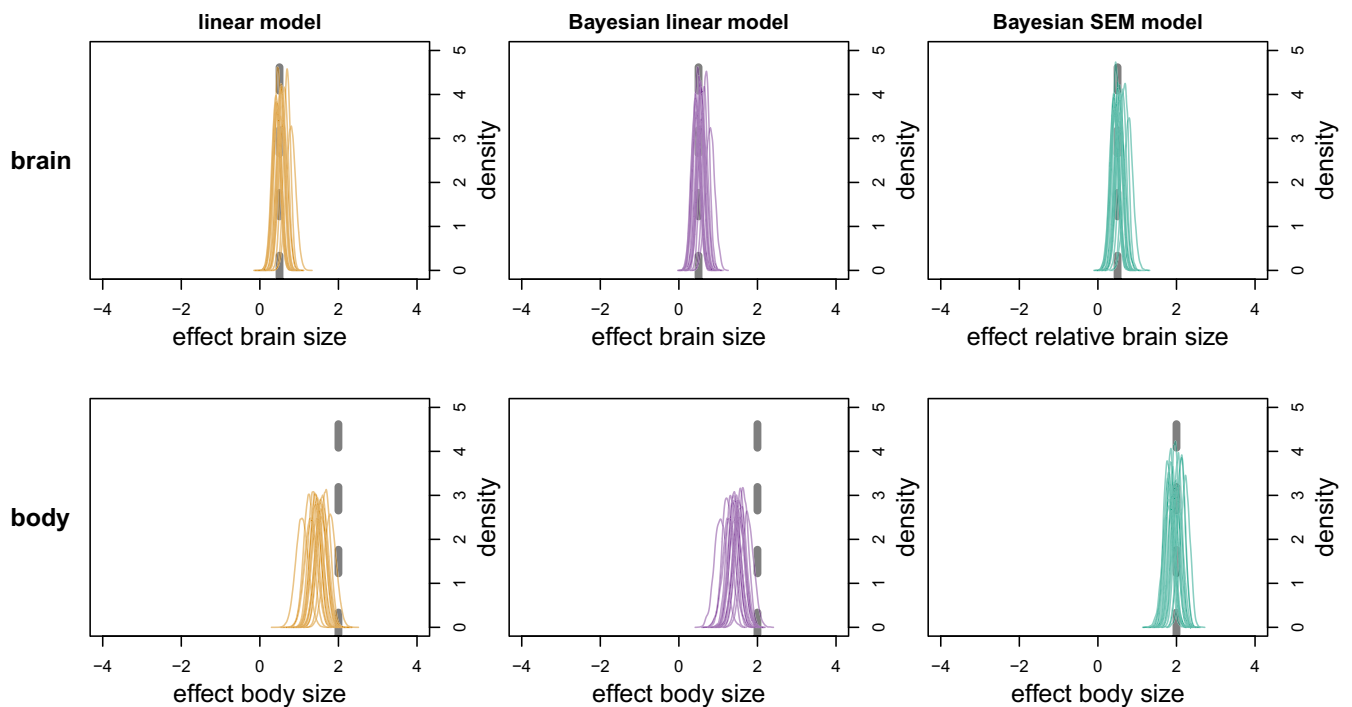 linear model
Bayesian linear model
Bayesian SEM model
brain
0 1 2 3 4 5
density
−4 −2 0 2 4
effect brain size
0 1 2 3 4 5
density
−4 −2 0 2 4
effect brain size
0 1 2 3 4 5
density
−4 −2 0 2 4
effect relative brain size
body
0 1 2 3 4 5
density
−4 −2 0 2 4
effect body size
0 1 2 3 4 5
density
−4 −2 0 2 4
effect body size
0 1 2 3 4 5
density
−4 −2 0 2 4
effect body size